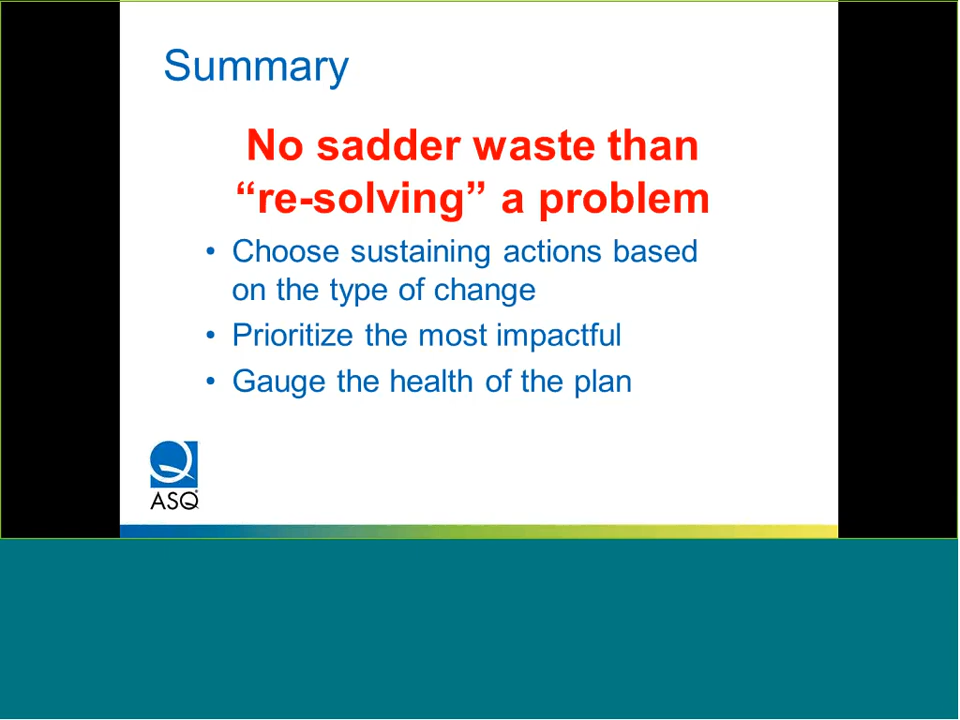 Summary
No sadder waste than
“re-solving” a problem
• Choose sustaining actions based
on the type of change
• Prioritize the most impactful
• Gauge the health of the plan
ASQ